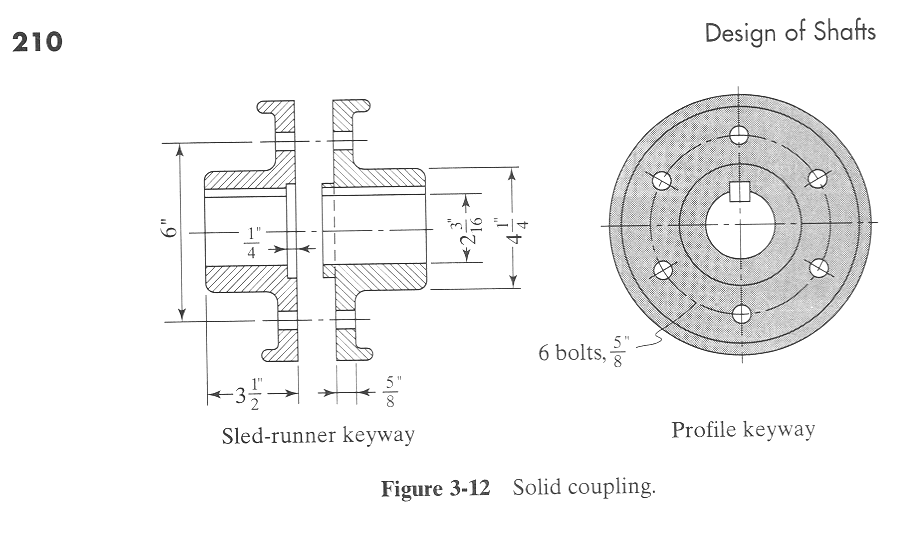 210
Design of Shafts
6"
1/4"
2 3/16"
4 1/4"
3 1/2"
5/8"
6 bolts, 5/8"
Sled-runner keyway
Profile keyway
Figure 3-12 Solid coupling.